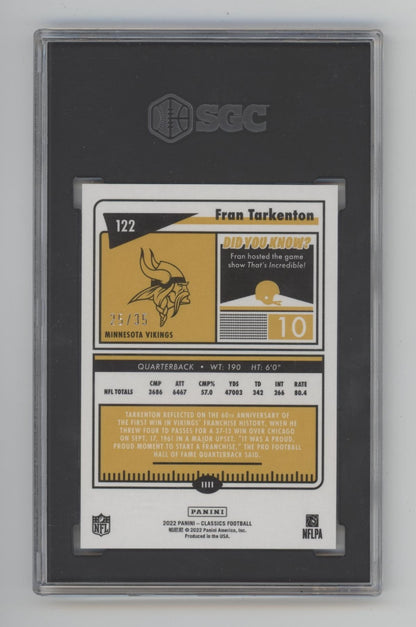 SGC
122
Fran Tarkenton
DID YOU KNOW?
Fran hosted the game
show That's Incredible!
25/35
MINNESOTA VIKINGS
10
QUARTERBACK • WT: 190 HT: 6'0"
CMP ATT CMP% YDS TD INT RATE
NFL TOTALS 3686 6467 57.0 47003 342 266 80.4
TARKENTON REFLECTED ON THE 60TH ANNIVERSARY OF
THE FIRST WIN IN VIKINGS' FRANCHISE HISTORY, WHEN HE
THREW FOUR TD PASSES FOR A 37-13 WIN OVER CHICAGO
ON SEPT. 17, 1961 IN A MAJOR UPSET. "IT WAS A PROUD,
PROUD MOMENT TO START A FRANCHISE," THE PRO FOOTBALL
HALL OF FAME QUARTERBACK SAID.
PANINI
NFL
2022 PANINI – CLASSICS FOOTBALL
© 2022 Panini America, Inc.
Produced in the USA.
NFLPA